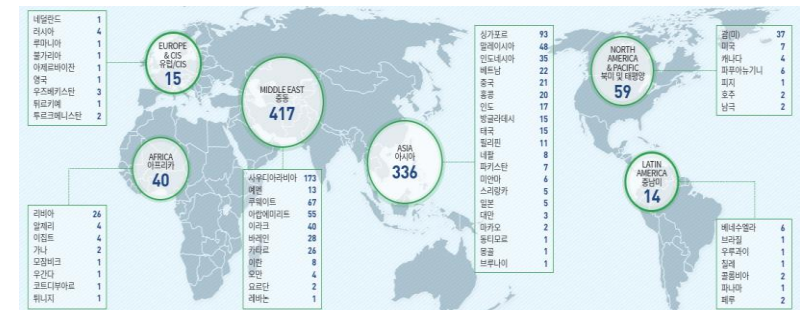 네덜란드 1
러시아 4
루마니아 1
불가리아 1
아제르바이잔 1
영국 1
우즈베키스탄 3
튀르키예 1
투르크메니스탄 2
EUROPE
& CIS
유럽/CIS
15
MIDDLE EAST
중동
417
AFRICA
아프리카
40
리비아 26
알제리 4
이집트 4
가나 2
모잠비크 1
우간다 1
코트디부아르 1
튀니지 1
사우디아라비아 173
예멘 13
쿠웨이트 67
아랍에미리트 55
이라크 40
바레인 28
카타르 26
이란 8
오만 4
요르단 2
레바논 1
ASIA
아시아
336
싱가포르 93
말레이시아 48
인도네시아 35
베트남 22
중국 21
홍콩 20
인도 17
방글라데시 15
태국 15
필리핀 11
네팔 8
파키스탄 7
미얀마 6
스리랑카 5
일본 5
대만 3
마카오 2
동티모르 1
몽골 1
브루나이 1
NORTH
AMERICA
& PACIFIC
북미 및 태평양
59
괌(미) 37
미국 7
캐나다 4
파푸아뉴기니 6
피지 1
호주 2
남극 2
LATIN
AMERICA
중남미
14
베네수엘라 6
브라질 1
우루과이 1
칠레 1
콜롬비아 2
파나마 1
페루 2